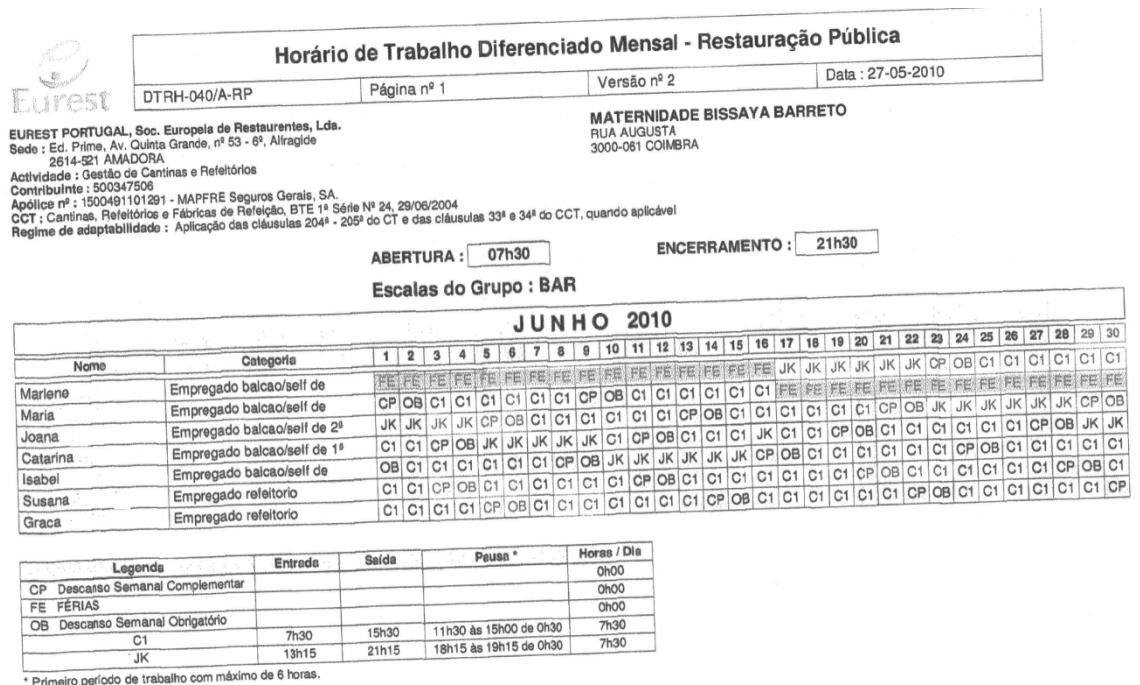 Eurest
Horário de Trabalho Diferenciado Mensal - Restauração Pública
DTRH-040/A-RP Página nº 1 Versão nº 2 Data : 27-05-2010
EUREST PORTUGAL, Soc. Europeia de Restaurentes, Lda.
Sede : Ed. Prime, Av. Quinta Grande, nº 53 - 6º, Alfragide
2614-521 AMADORA
Actividade : Gestão de Cantinas e Refeitórios
Contribuinte : 500347506
Apólice nº : 1500491101291 - MAPFRE Seguros Gerais, SA.
CCT : Cantinas, Refeitórios e Fábricas de Refeição, BTE 1ª Série Nº 24, 29/06/2004
Regime de adaptabilidade : Aplicação das cláusulas 204ª - 205ª do CT e das cláusulas 33ª e 34ª do CCT, quando aplicável
MATERNIDADE BISSAYA BARRETO
RUA AUGUSTA
3000-061 COIMBRA
ABERTURA : 07h30 ENCERRAMENTO : 21h30
Escalas do Grupo : BAR
JUNHO 2010
Nome Categoria 1 2 3 4 5 6 7 8 9 10 11 12 13 14 15 16 17 18 19 20 21 22 23 24 25 26 27 28 29 30
Marlene Empregado balcao/self de FE FE FE FE FE FE FE FE FE FE FE FE FE FE FE FE JK JK JK JK JK JK CP OB C1 C1 C1 C1 C1 C1
Maria Empregado balcao/self de CP OB C1 C1 C1 C1 C1 C1 CP OB C1 C1 C1 C1 C1 C1 FE FE FE FE FE FE FE FE FE FE FE FE FE FE
Joana Empregado balcao/self de 2ª JK JK JK JK CP OB C1 C1 C1 C1 C1 C1 CP OB C1 C1 C1 C1 C1 C1 CP OB JK JK JK JK JK JK CP OB
Catarina Empregado balcao/self de 1ª C1 C1 CP OB JK JK JK JK JK C1 CP OB C1 C1 C1 JK C1 C1 CP OB C1 C1 C1 C1 C1 C1 CP OB JK JK
Isabel Empregado balcao/self de OB C1 C1 C1 C1 C1 C1 CP OB JK JK JK JK JK JK CP OB C1 C1 C1 C1 C1 C1 CP OB C1 C1 C1 C1 C1
Susana Empregado refeitorio C1 C1 CP OB C1 C1 C1 C1 C1 C1 CP OB C1 C1 C1 C1 C1 C1 C1 CP OB C1 C1 C1 C1 C1 C1 CP OB C1
Graca Empregado refeitorio C1 C1 C1 C1 CP OB C1 C1 C1 C1 C1 C1 C1 CP OB C1 C1 C1 C1 C1 C1 CP OB C1 C1 C1 C1 C1 C1 CP
Legenda Entrada Saída Pausa * Horas / Dia
CP Descanso Semanal Complementar 0h00
FE FÉRIAS 0h00
OB Descanso Semanal Obrigatório 0h00
C1 7h30 15h30 11h30 às 15h00 de 0h30 7h30
JK 13h15 21h15 18h15 às 19h15 de 0h30 7h30
* Primeiro período de trabalho com máximo de 6 horas.